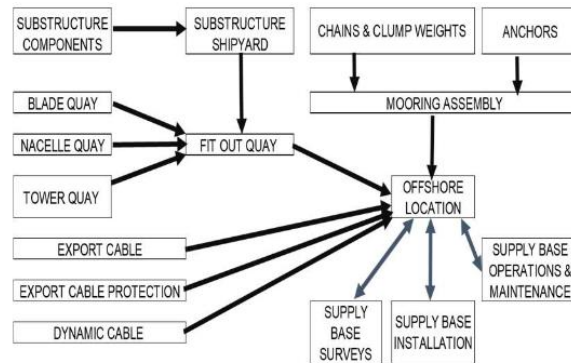 SUBSTRUCTURE
COMPONENTS
SUBSTRUCTURE
SHIPYARD
CHAINS & CLUMP WEIGHTS
ANCHORS
BLADE QUAY
MOORING ASSEMBLY
NACELLE QUAY
FIT OUT QUAY
TOWER QUAY
OFFSHORE
LOCATION
EXPORT CABLE
SUPPLY BASE
OPERATIONS &
MAINTENANCE
EXPORT CABLE PROTECTION
DYNAMIC CABLE
SUPPLY
BASE
SURVEYS
SUPPLY BASE
INSTALLATION